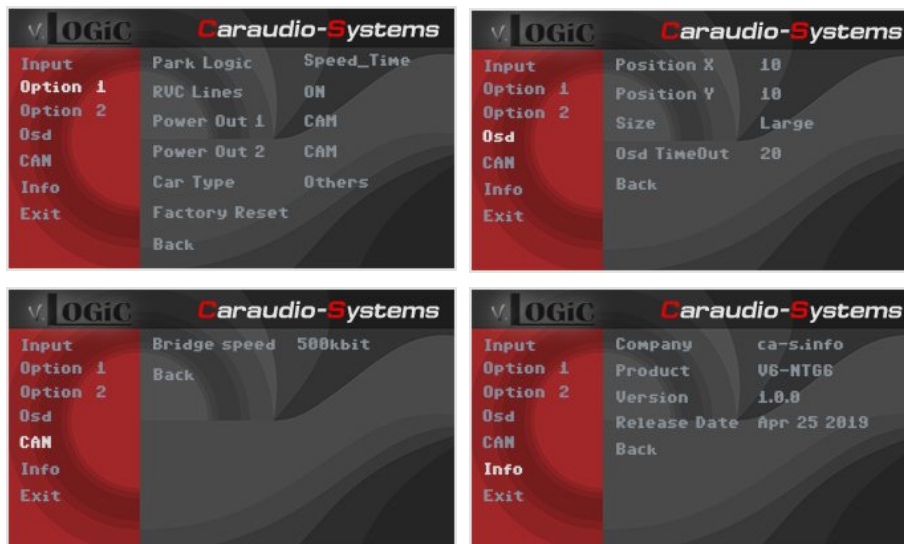 v.LOGiC Caraudio-Systems
Input
Option 1
Option 2
Osd
CAN
Info
Exit
Park Logic Speed_Time
RVC Lines ON
Power Out 1 CAM
Power Out 2 CAM
Car Type Others
Factory Reset
Back
v.LOGiC Caraudio-Systems
Input
Option 1
Option 2
Osd
CAN
Info
Exit
Position X 10
Position Y 10
Size Large
Osd TimeOut 20
Back
v.LOGiC Caraudio-Systems
Input
Option 1
Option 2
Osd
CAN
Info
Exit
Bridge speed 500kbit
Back
v.LOGiC Caraudio-Systems
Input
Option 1
Option 2
Osd
CAN
Info
Exit
Company ca-s.info
Product V6-NTG6
Version 1.0.0
Release Date Apr 25 2019
Back